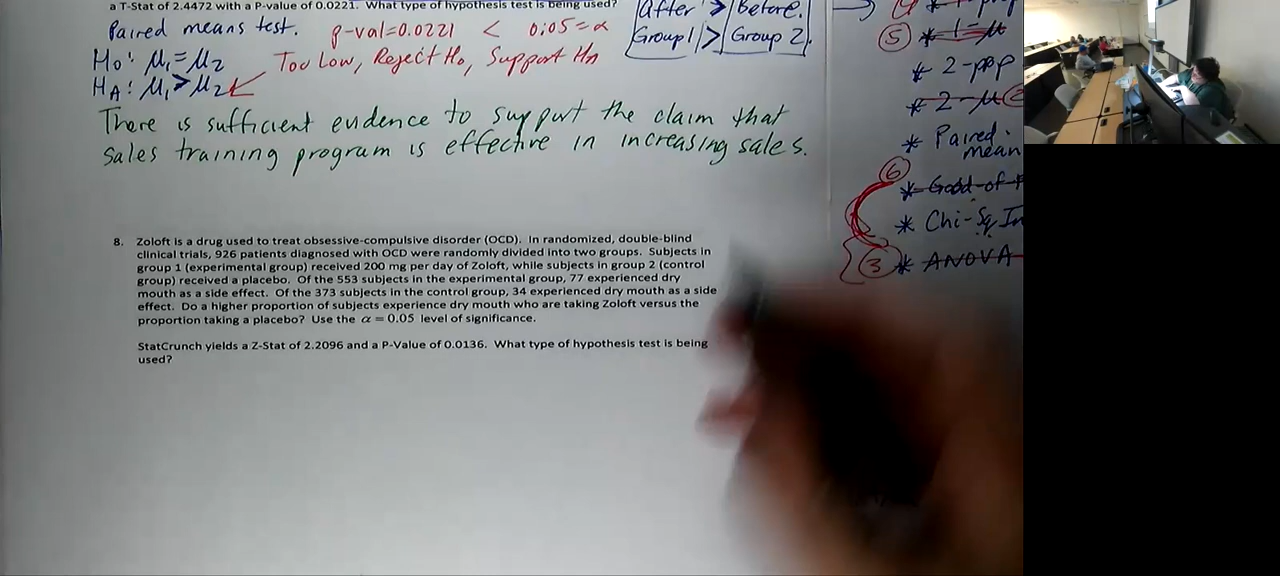 a T-Stat of 2.4472 with a P-value of 0.0221. What type of hypothesis test is being used?
After > Before.
Group 1 > Group 2.
Paired means test. p-val=0.0221 < 0.05=α
H0: μ1=μ2
Too Low, Reject H0, Support HA
HA: μ1>μ2
There is sufficient evidence to support the claim that
sales training program is effective in increasing sales.
5 * 1-μ
* 2-pop
* 2-μ
* Paired
mean
6
* Good-of-
* Chi-Sq In
3 * ANOVA
8. Zoloft is a drug used to treat obsessive-compulsive disorder (OCD). In randomized, double-blind
clinical trials, 926 patients diagnosed with OCD were randomly divided into two groups. Subjects in
group 1 (experimental group) received 200 mg per day of Zoloft, while subjects in group 2 (control
group) received a placebo. Of the 553 subjects in the experimental group, 77 experienced dry
mouth as a side effect. Of the 373 subjects in the control group, 34 experienced dry mouth as a side
effect. Do a higher proportion of subjects experience dry mouth who are taking Zoloft versus the
proportion taking a placebo? Use the α = 0.05 level of significance.
StatCrunch yields a Z-Stat of 2.2096 and a P-Value of 0.0136. What type of hypothesis test is being
used?